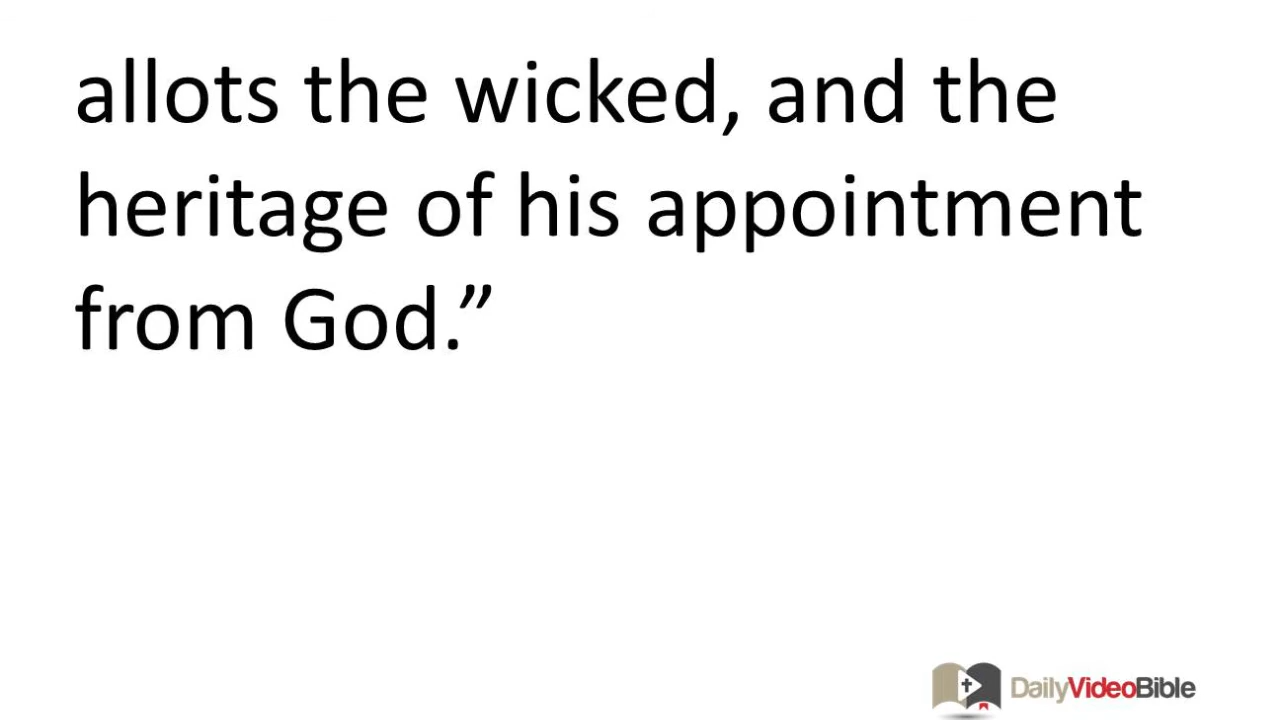 allots the wicked, and the
heritage of his appointment
from God.”
DailyVideoBible